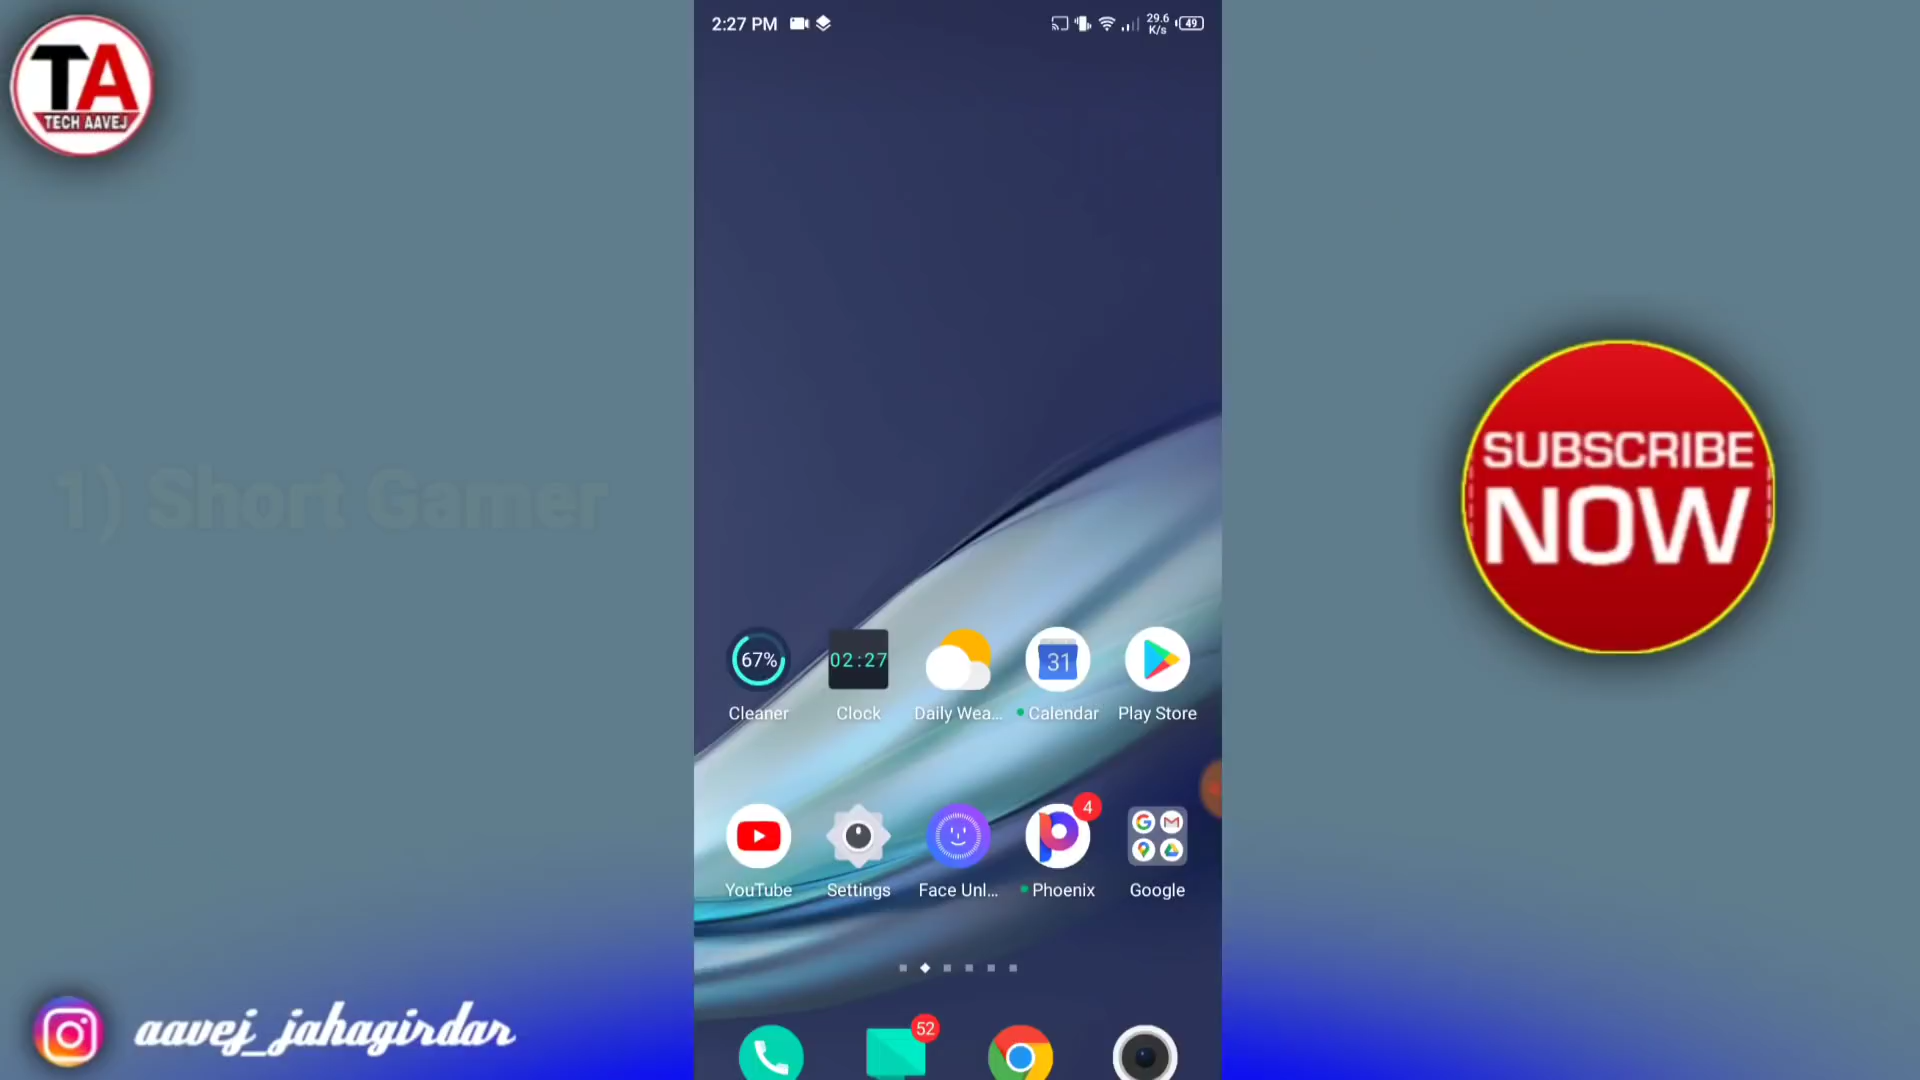 2:27 PM
29.6
K/s
49
TA
TECH AAVEJ
1) Short Gamer
SUBSCRIBE
NOW
67%
02:27
31
Cleaner
Clock
Daily Wea...
Calendar
Play Store
4
YouTube
Settings
Face Unl...
Phoenix
Google
52
aavej_jahagirdar